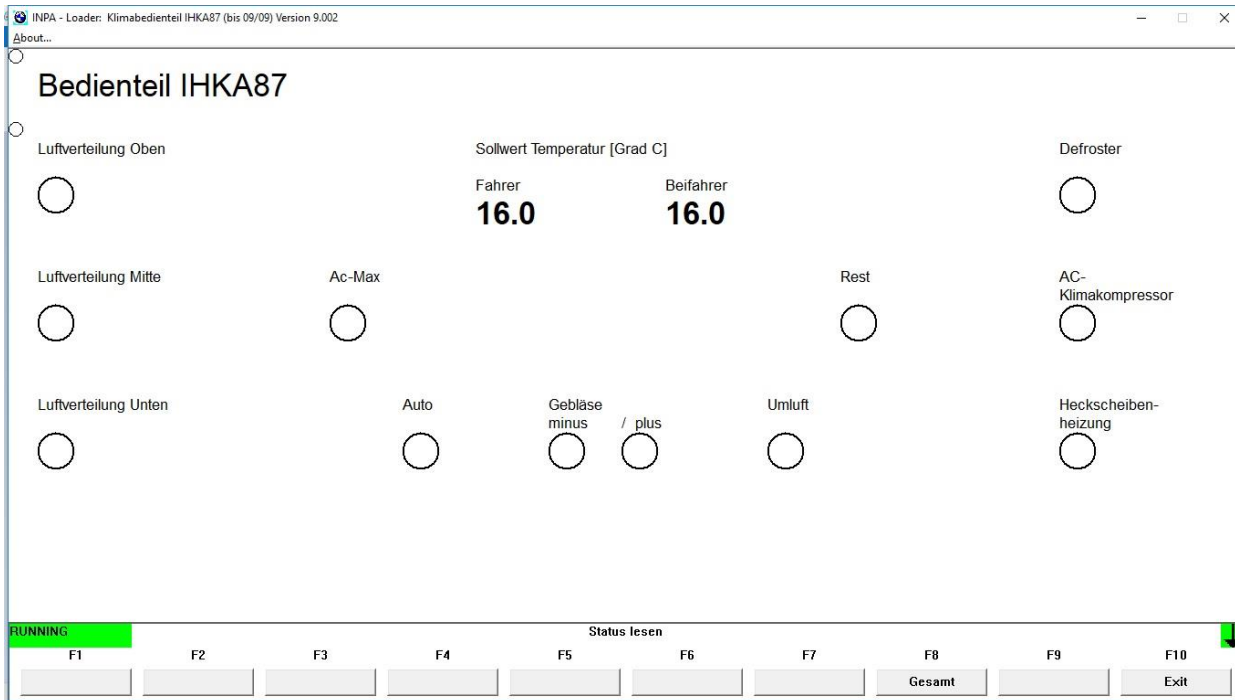 INPA - Loader: Klimabedienteil IHKA87 (bis 09/09) Version 9.002
About...
Bedienteil IHKA87
Luftverteilung Oben
Sollwert Temperatur [Grad C]
Defroster
Fahrer
Beifahrer
16.0
16.0
Luftverteilung Mitte
Ac-Max
Rest
AC-
Klimakompressor
Luftverteilung Unten
Auto
Gebläse
minus / plus
Umluft
Heckscheiben-
heizung
RUNNING
Status lesen
F1 F2 F3 F4 F5 F6 F7 F8 F9 F10
Gesamt Exit